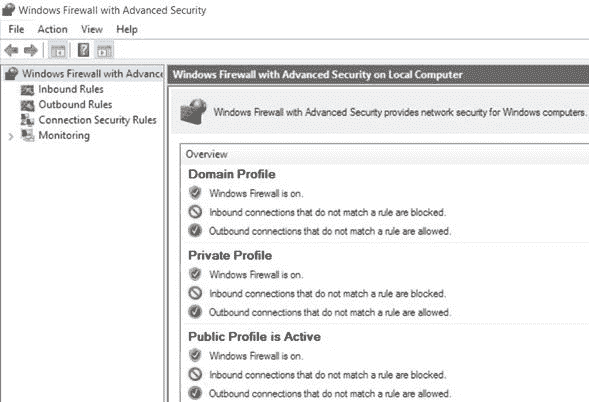 Windows Firewall with Advanced Security
File Action View Help
Windows Firewall with Advance
Inbound Rules
Outbound Rules
Connection Security Rules
Monitoring
Windows Firewall with Advanced Security on Local Computer
Windows Firewall with Advanced Security provides network security for Windows computers.
Overview
Domain Profile
Windows Firewall is on.
Inbound connections that do not match a rule are blocked.
Outbound connections that do not match a rule are allowed.
Private Profile
Windows Firewall is on.
Inbound connections that do not match a rule are blocked.
Outbound connections that do not match a rule are allowed.
Public Profile is Active
Windows Firewall is on.
Inbound connections that do not match a rule are blocked.
Outbound connections that do not match a rule are allowed.